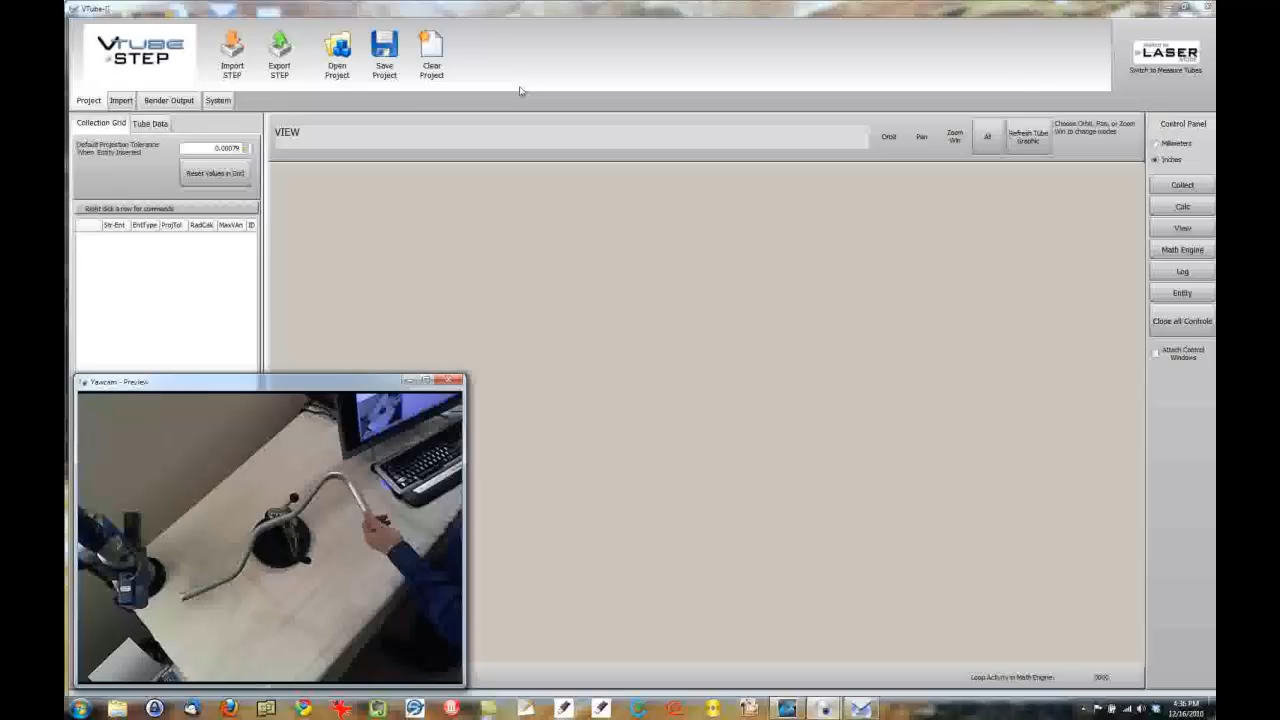 VTube-II
VTUBE
STEP
Import
STEP
Export
STEP
Open
Project
Save
Project
Clear
Project
LASER
Switch to Measure Tubes
Project
Import
Bender Output
System
Collection Grid
Tube Data
Default Projection Tolerance
When Entity Inserted
0.00079
Reset Values in Grid
Right click a row for commands
Str-Ent
EntType
ProjTol
RadCalc
MaxVAn
ID
VIEW
Orbit
Pan
Zoom
Win
All
Refresh Tube
Graphic
Choose Orbit, Pan, or Zoom
Win to change modes
Control Panel
Millimeters
Inches
Collect
Calc
View
Math Engine
Log
Entity
Close all Controls
Attach Control
Windows
Yawcam - Preview
Loop Activity in Math Engine:
0000
4:36 PM
12/16/2010